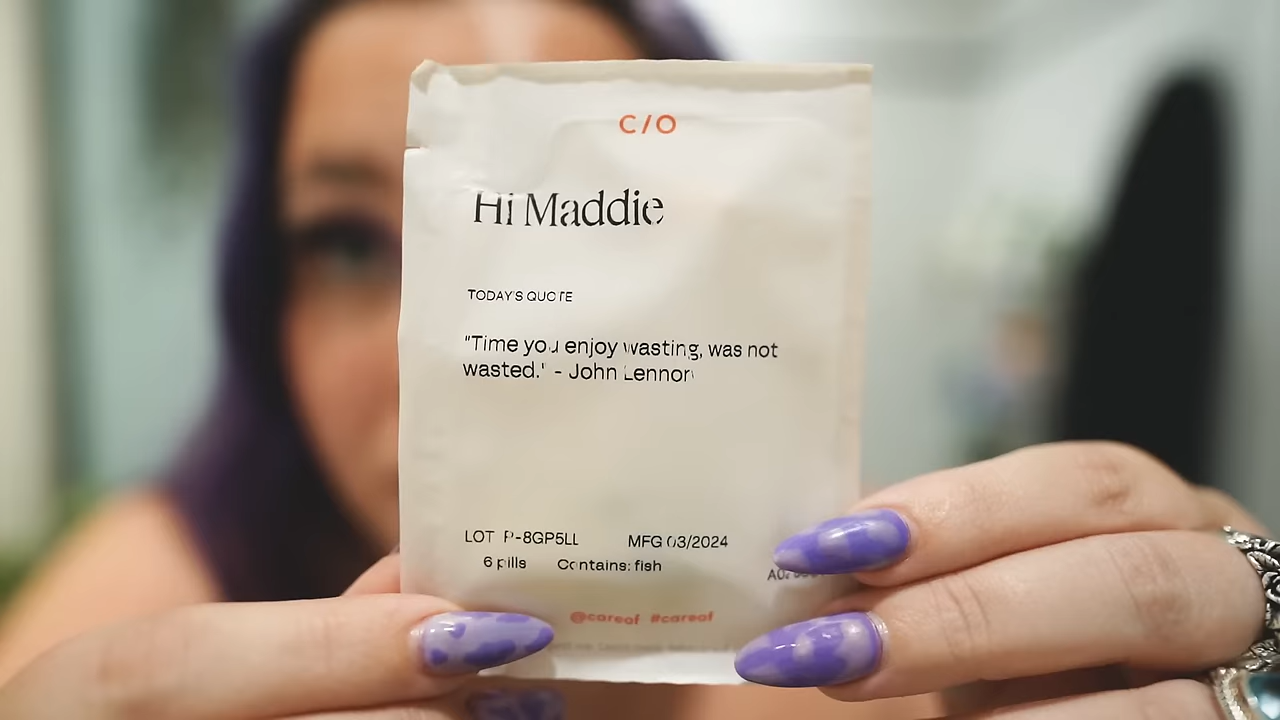 C/O
Hi Maddie
TODAY'S QUOTE
"Time you enjoy wasting, was not
wasted." - John Lennon
LOT P-8GP5LL MFG 03/2024
6 pills Contains: fish
@careof #careof